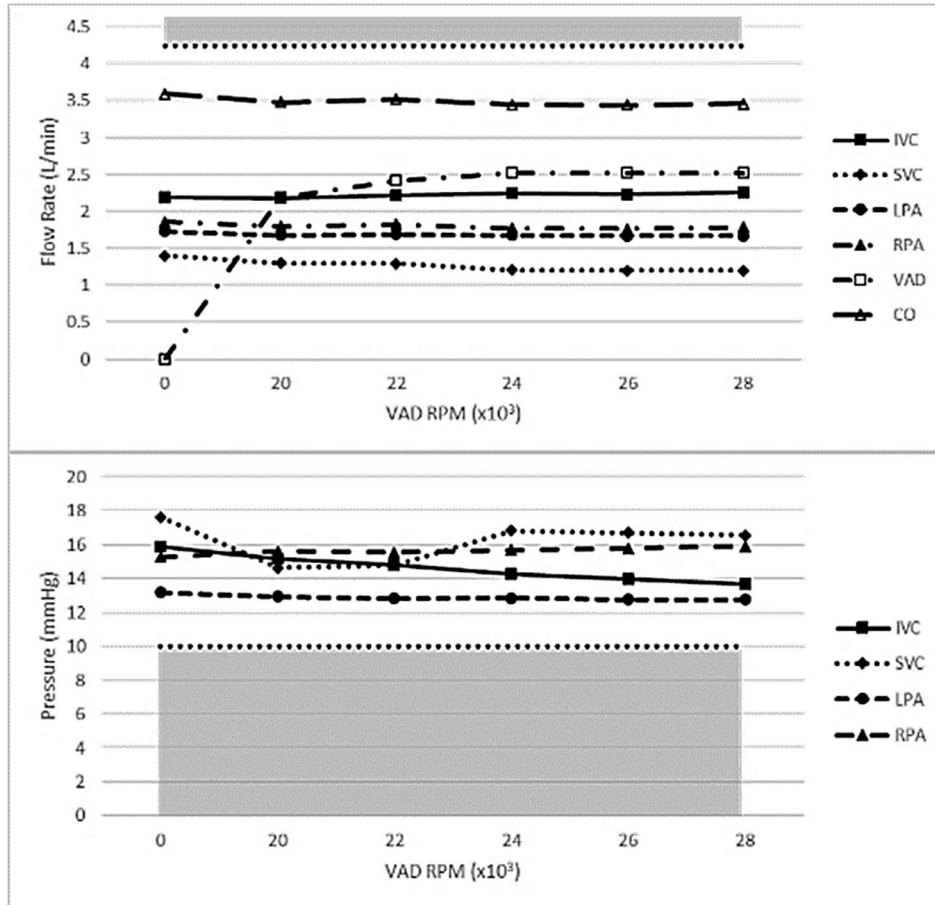 4.5
4
3.5
3
2.5
2
1.5
1
0.5
0
Flow Rate (L/min)
0 20 22 24 26 28
VAD RPM (x10³)
IVC
SVC
LPA
RPA
VAD
CO
20
18
16
14
12
10
8
6
4
2
0
Pressure (mmHg)
0 20 22 24 26 28
VAD RPM (x10³)
IVC
SVC
LPA
RPA